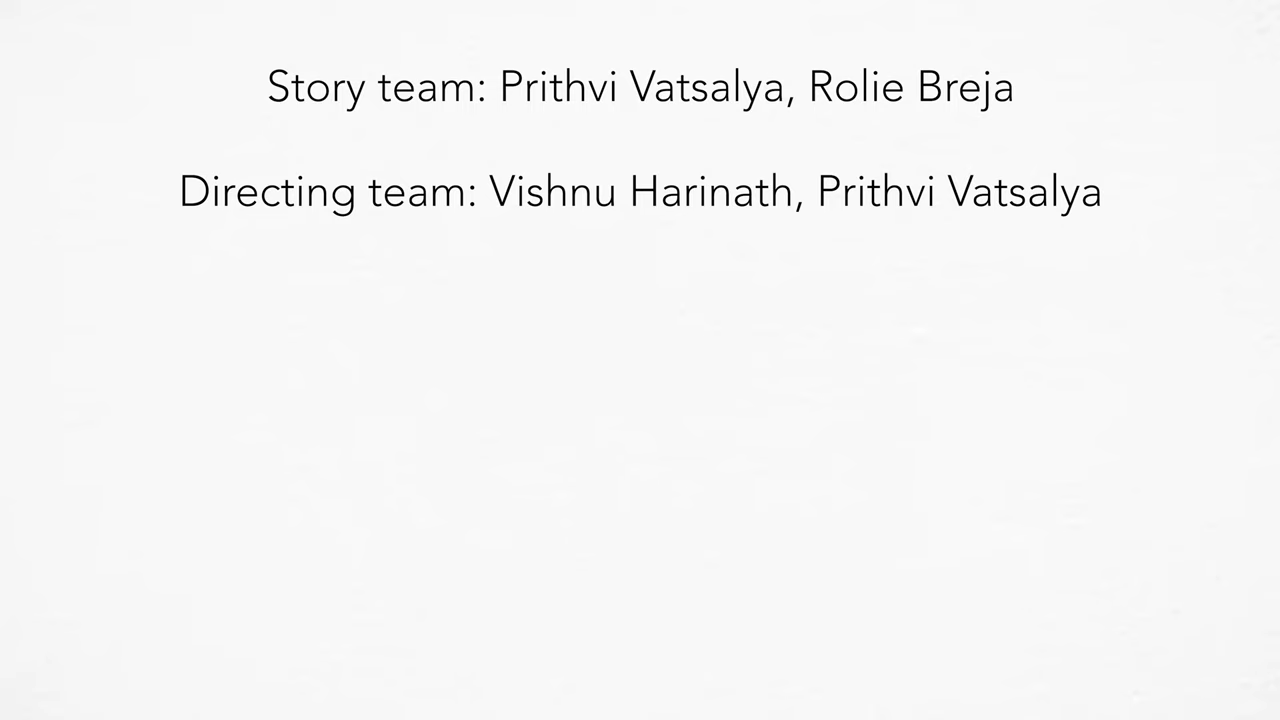 Story team: Prithvi Vatsalya, Rolie Breja
Directing team: Vishnu Harinath, Prithvi Vatsalya